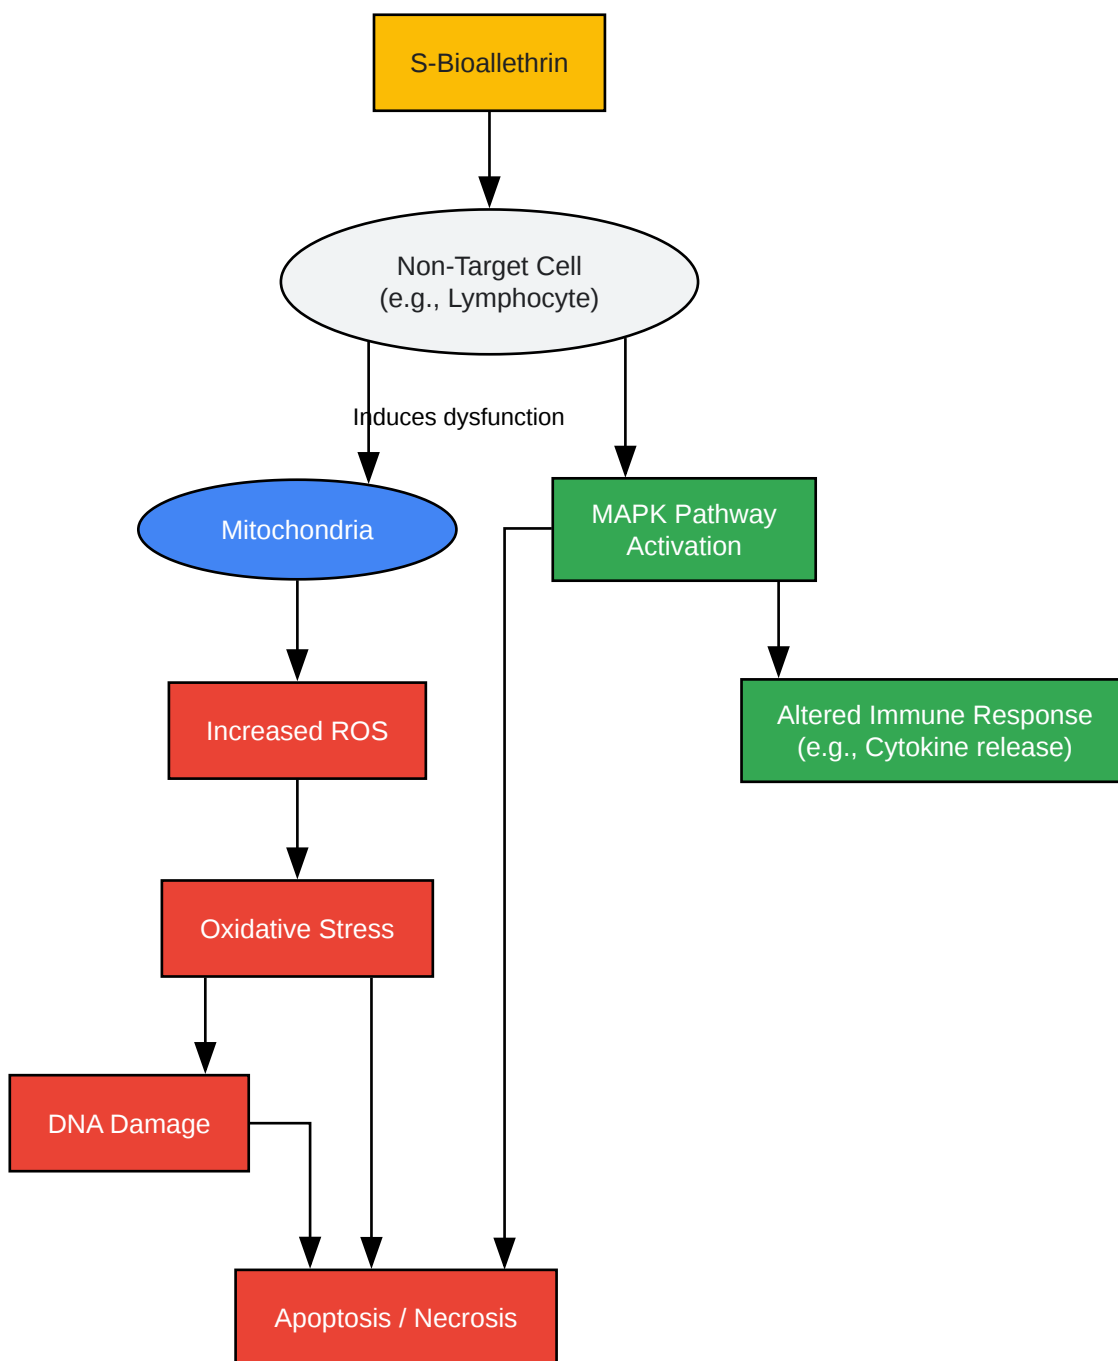 S-Bioallethrin
Non-Target Cell
(e.g., Lymphocyte)
Induces dysfunction
Mitochondria
MAPK Pathway
Activation
Increased ROS
Altered Immune Response
(e.g., Cytokine release)
Oxidative Stress
DNA Damage
Apoptosis / Necrosis